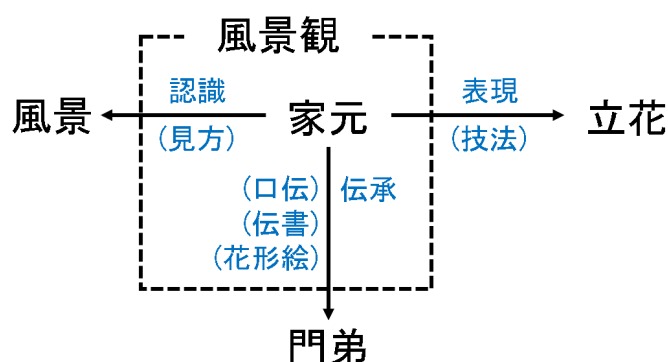 風景観
認識
表現
風景
家元
立花
(見方)
(技法)
(口伝) 伝承
(伝書)
(花形絵)
門弟